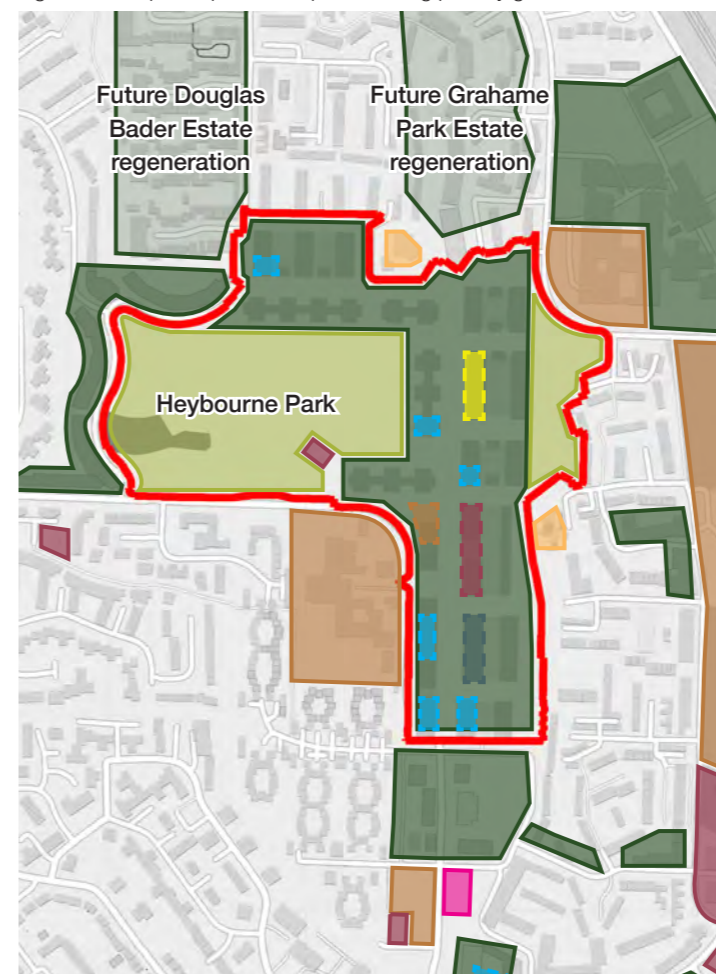 Future Douglas
Bader Estate
regeneration
Future Grahame
Park Estate
regeneration
Heybourne Park